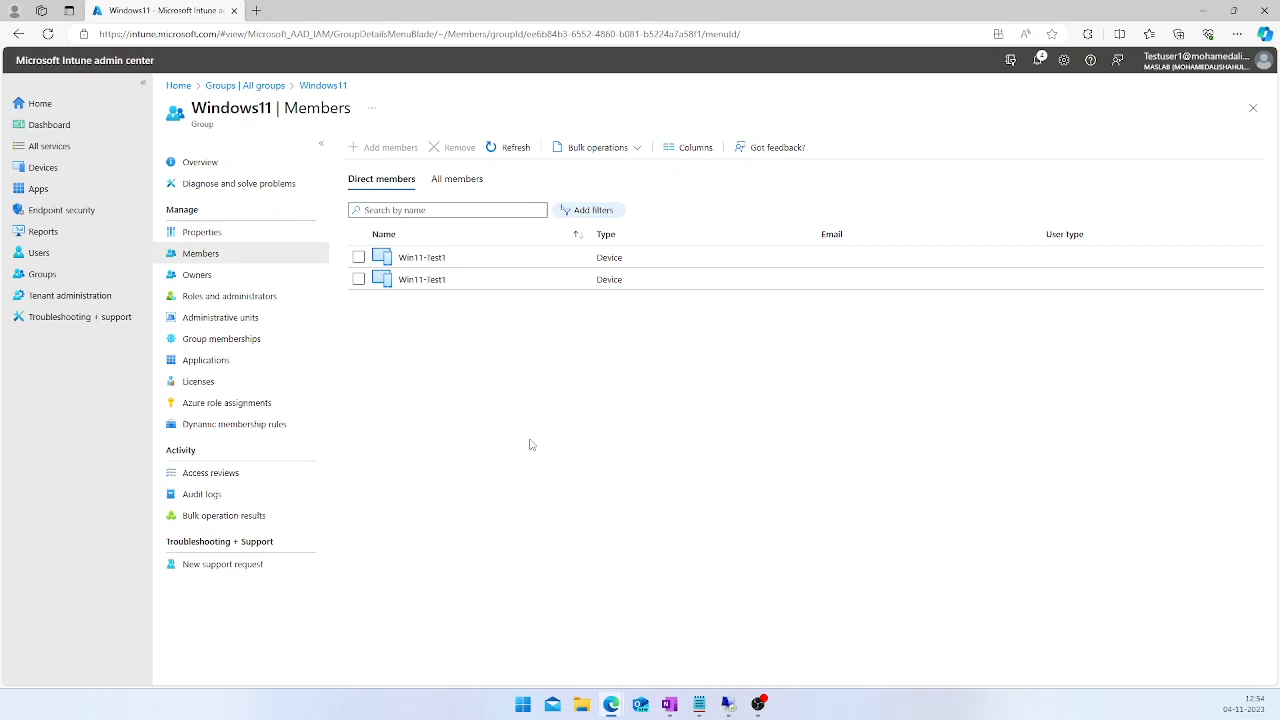 Windows11 - Microsoft Intune ad
https://intune.microsoft.com/#view/Microsoft_AAD_IAM/GroupDetailsMenuBlade/~/Members/groupId/ee6b84b5-6552-4860-b081-b5224a7a58f1/menuId/
Microsoft Intune admin center
4
Testuser1@mohamedali...
MASLAB (MOHAMEDALISHAHUL...
Home > Groups | All groups > Windows11
Windows11 | Members ...
Group
Home
Dashboard
All services
Devices
Apps
Endpoint security
Reports
Users
Groups
Tenant administration
Troubleshooting + support
Overview
Diagnose and solve problems
Manage
Properties
Members
Owners
Roles and administrators
Administrative units
Group memberships
Applications
Licenses
Azure role assignments
Dynamic membership rules
Activity
Access reviews
Audit logs
Bulk operation results
Troubleshooting + Support
New support request
Add members Remove Refresh Bulk operations Columns Got feedback?
Direct members All members
Search by name Add filters
Name Type Email User type
Win11-Test1 Device
Win11-Test1 Device
12:54
04-11-2023